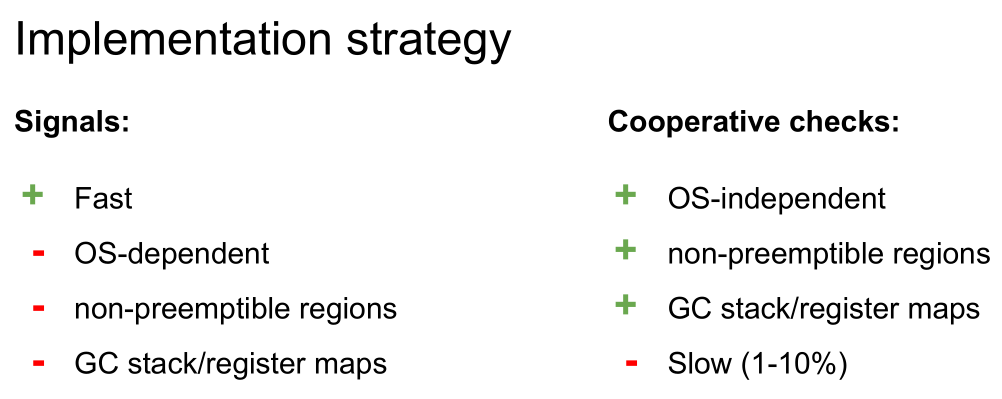 Implementation strategy
Signals:
+ Fast
- OS-dependent
- non-preemptible regions
- GC stack/register maps
Cooperative checks:
+ OS-independent
+ non-preemptible regions
+ GC stack/register maps
- Slow (1-10%)